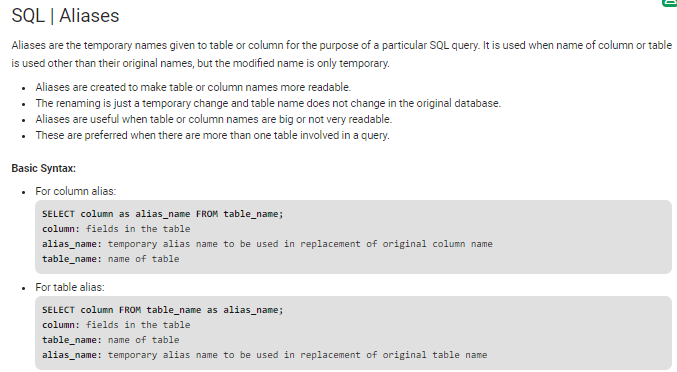 SQL | Aliases
Aliases are the temporary names given to table or column for the purpose of a particular SQL query. It is used when name of column or table
is used other than their original names, but the modified name is only temporary.
• Aliases are created to make table or column names more readable.
• The renaming is just a temporary change and table name does not change in the original database.
• Aliases are useful when table or column names are big or not very readable.
• These are preferred when there are more than one table involved in a query.
Basic Syntax:
• For column alias:
SELECT column as alias_name FROM table_name;
column: fields in the table
alias_name: temporary alias name to be used in replacement of original column name
table_name: name of table
• For table alias:
SELECT column FROM table_name as alias_name;
column: fields in the table
table_name: name of table
alias_name: temporary alias name to be used in replacement of original table name